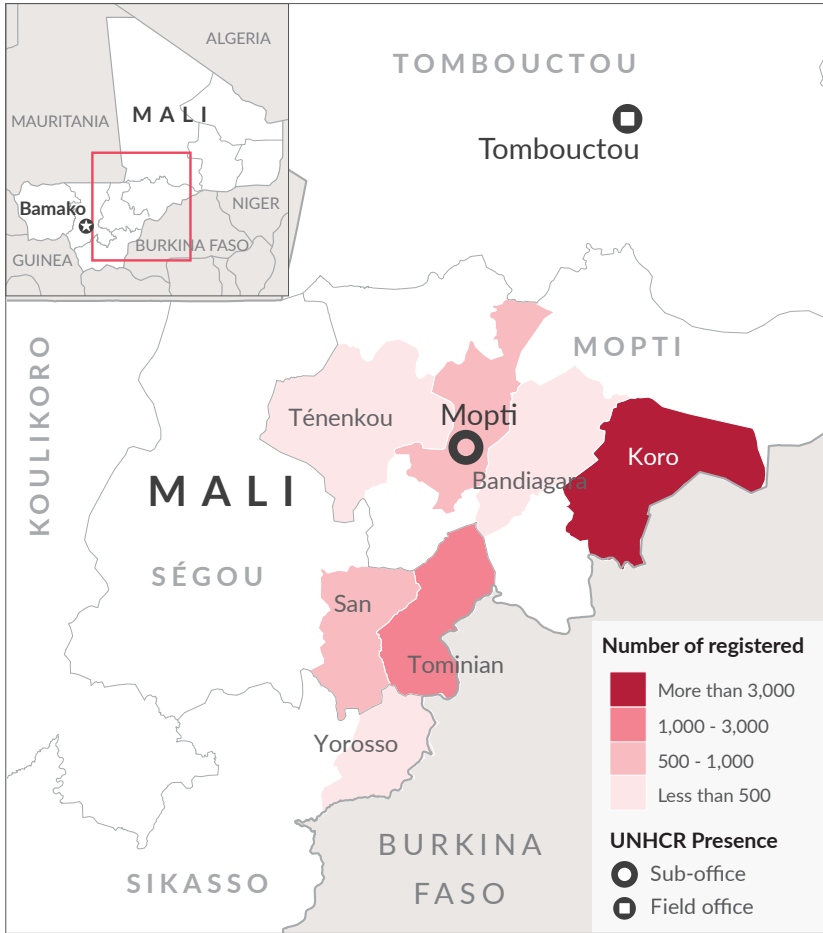 ALGERIA
MAURITANIA
MALI
Bamako
NIGER
BURKINA FASO
GUINEA
TOMBOUCTOU
Tombouctou
KOULIKORO
MOPTI
Ténenkou
Mopti
Koro
Bandiagara
MALI
SÉGOU
San
Tominian
Yorosso
BURKINA
FASO
SIKASSO
Number of registered
More than 3,000
1,000 - 3,000
500 - 1,000
Less than 500
UNHCR Presence
Sub-office
Field office